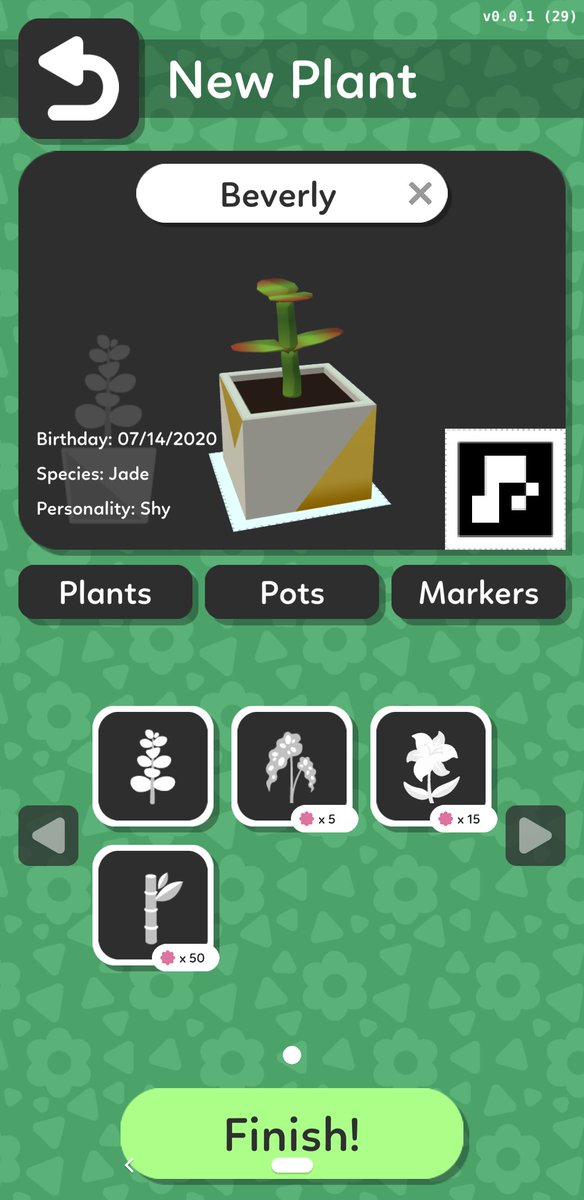 v0.0.1 (29)
New Plant
Beverly
Birthday: 07/14/2020
Species: Jade
Personality: Shy
Plants
Pots
Markers
x 5
x 15
x 50
Finish!